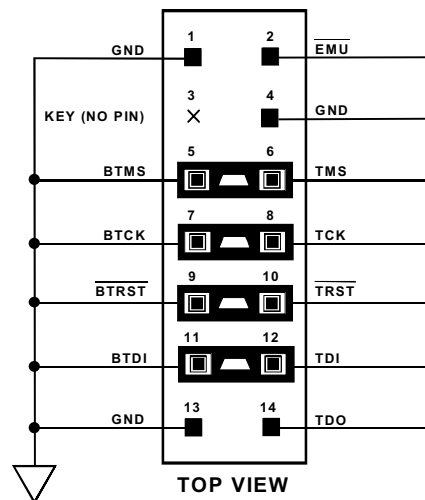 1 2
GND EMU
3 4
KEY (NO PIN) GND
5 6
BTMS TMS
7 8
BTCK TCK
9 10
BTRST TRST
11 12
BTDI TDI
13 14
GND TDO
TOP VIEW